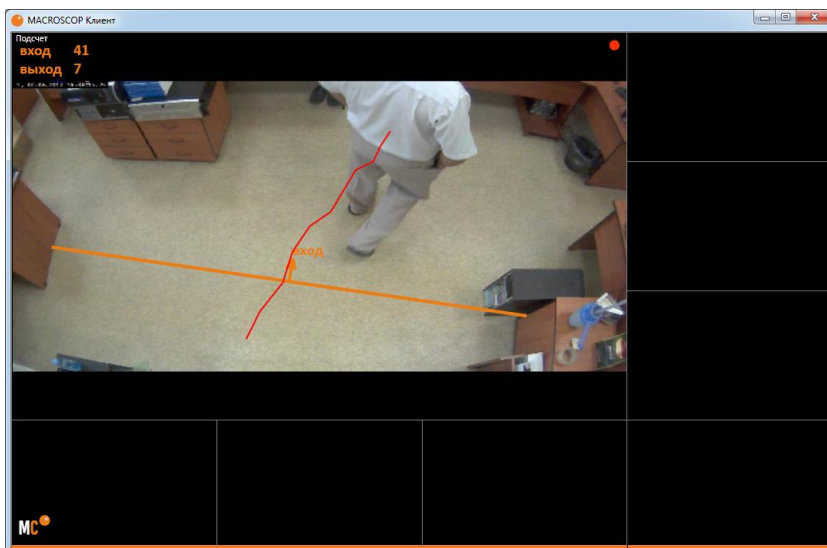 MACROSCOP Клиент
Подсчет
вход 41
выход 7
вход
MC